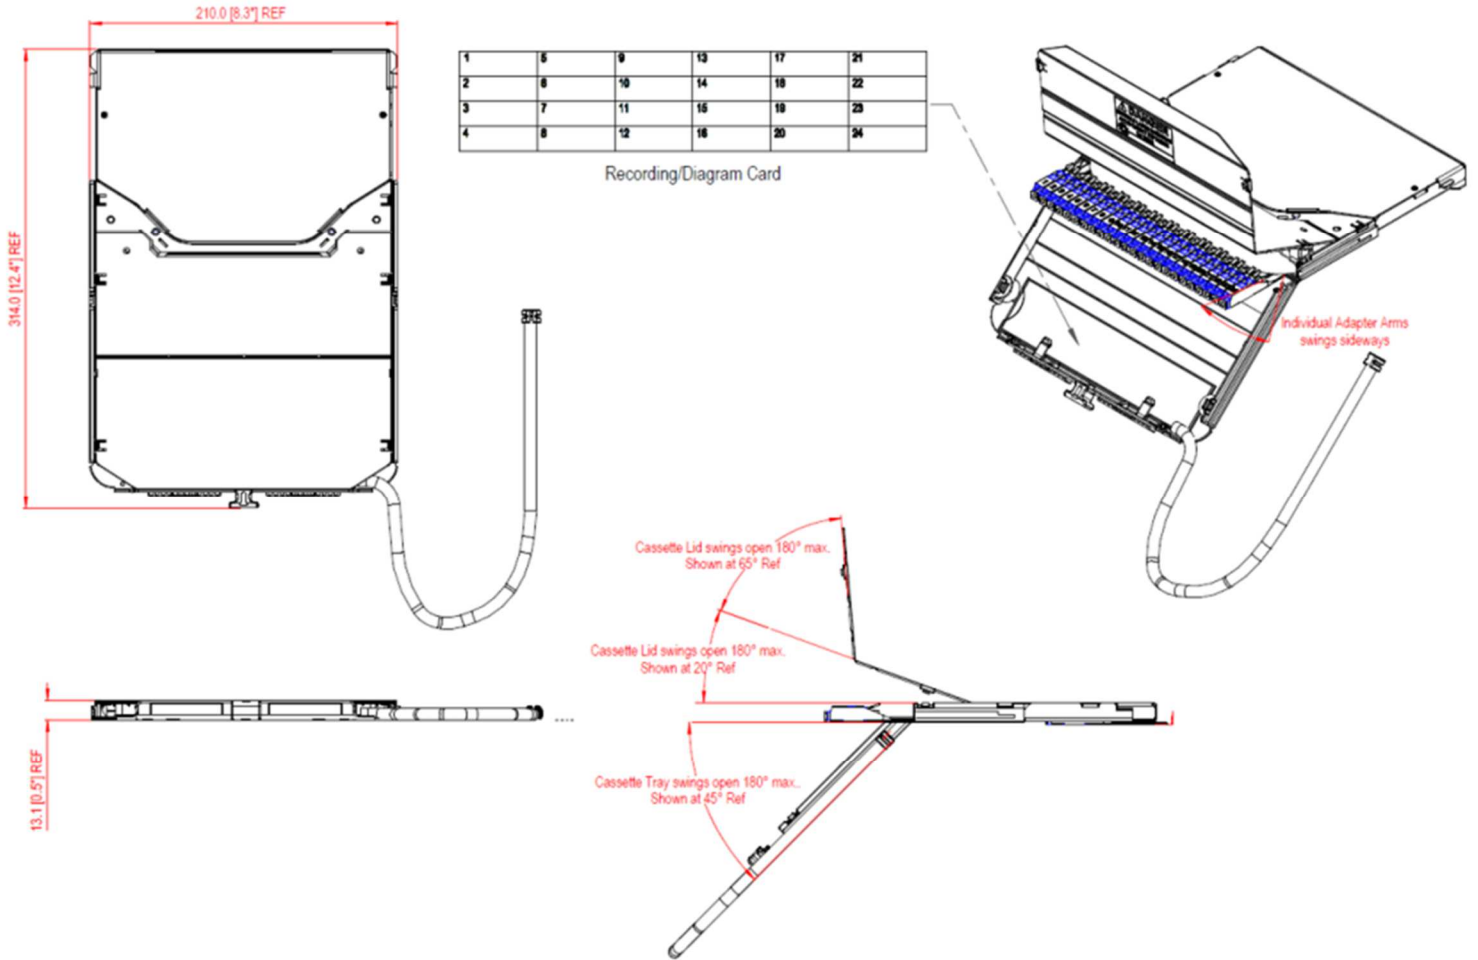 210.0 [8.3"] REF
314.0 [12.4"] REF
1 5 9 13 17 21
2 6 10 14 18 22
3 7 11 15 19 23
4 8 12 16 20 24
Recording/Diagram Card
Individual Adapter Arms
swings sideways
Cassette Lid swings open 180° max.
Shown at 65° Ref
Cassette Lid swings open 180° max.
Shown at 20° Ref
Cassette Tray swings open 180° max.
Shown at 45° Ref
13.1 [0.5"] REF